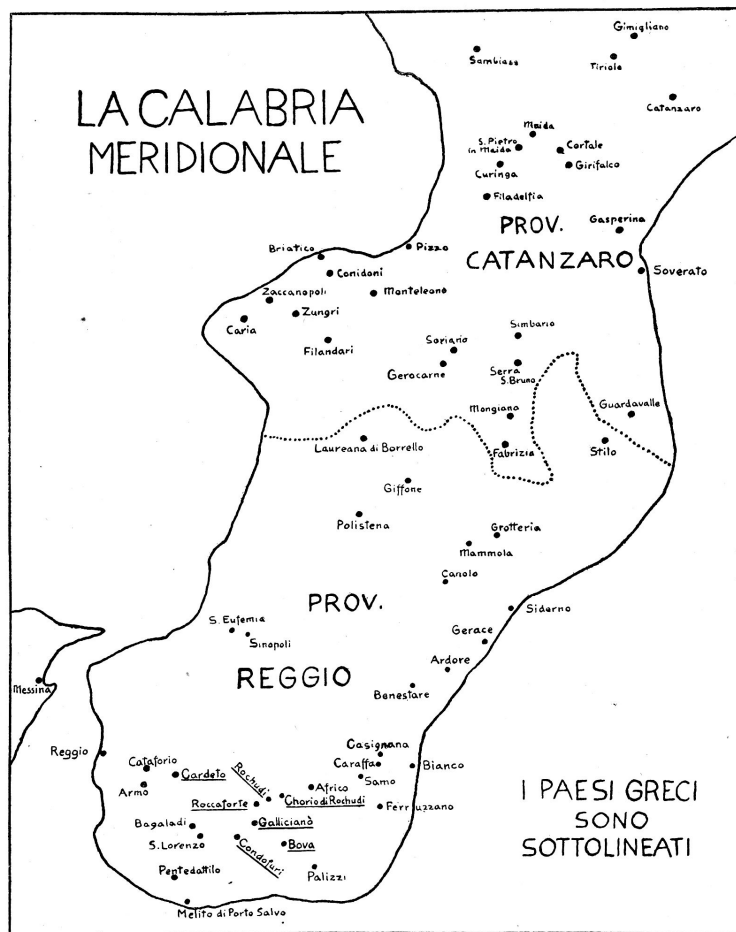 LA CALABRIA
MERIDIONALE
Gimigliano
Sambiase
Tiriolo
Catanzaro
Maida
S. Pietro
in Maida
Cortale
Curinga
Girifalco
Filadelfia
PROV.
CATANZARO
Gasperina
Soverato
Briatico
Pizzo
Conidoni
Zaccanopoli
Monteleone
Zungri
Caria
Filandari
Soriano
Simbario
Gerocarne
Serra
S. Bruno
Mongiana
Guardavalle
Laureana di Borrello
Fabrizia
Stilo
Giffone
Polistena
Grotteria
Mammola
Canolo
PROV.
REGGIO
Siderno
S. Eufemia
Sinopoli
Gerace
Ardore
Messina
Benestare
Reggio
Casignana
Cataforio
Cardeto
Rochudi
Caraffa
Bianco
Samo
Armo
Africo
Chorio di Rochudi
Roccaforte
Ferruzzano
Bagaladi
Gallicianò
S. Lorenzo
Condofuri
Bova
Pentedattilo
Palizzi
Melito di Porto Salvo
I PAESI GRECI
SONO
SOTTOLINEATI